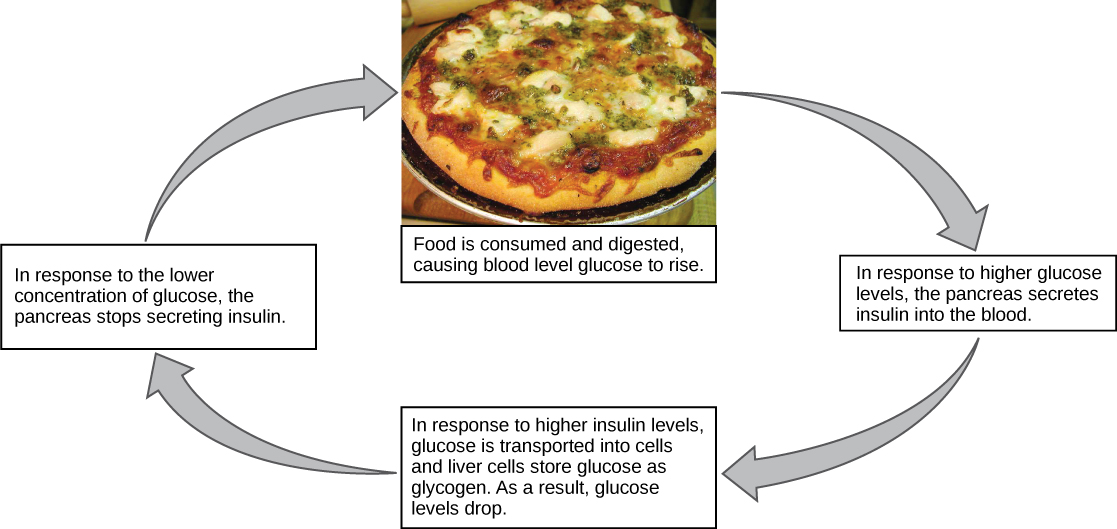 Food is consumed and digested,
causing blood level glucose to rise.
In response to higher glucose
levels, the pancreas secretes
insulin into the blood.
In response to higher insulin levels,
glucose is transported into cells
and liver cells store glucose as
glycogen. As a result, glucose
levels drop.
In response to the lower
concentration of glucose, the
pancreas stops secreting insulin.